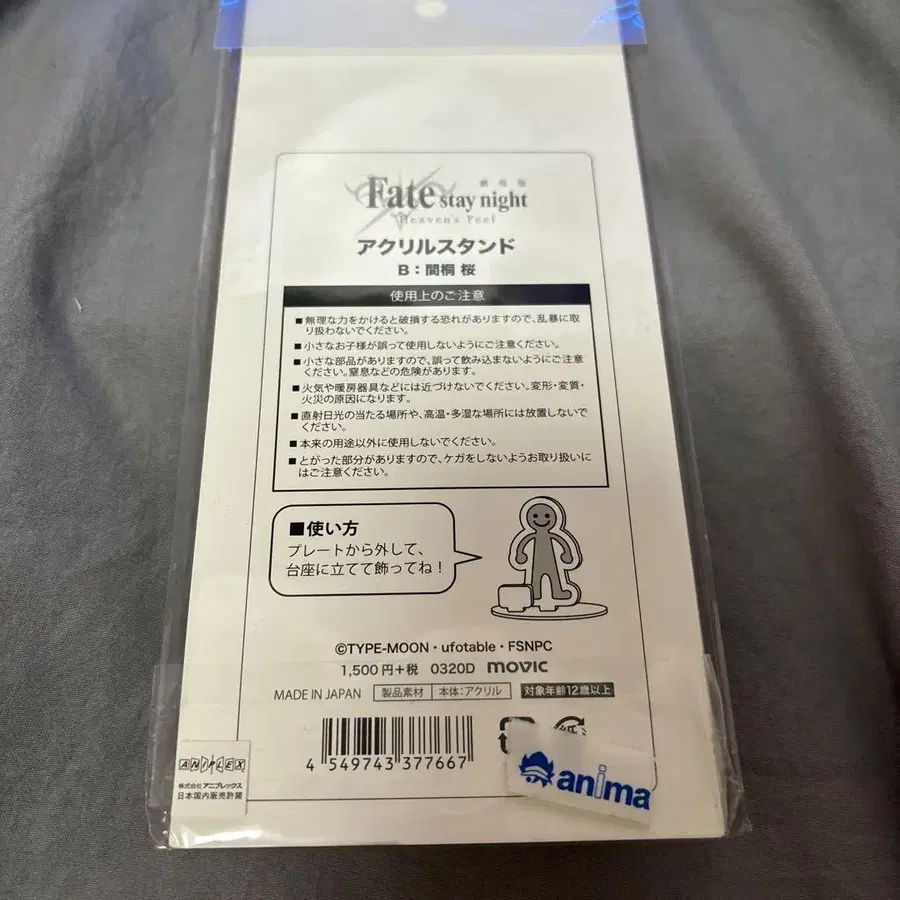 劇場版
Fate stay night
Heaven's Feel
アクリルスタンド
B：間桐 桜
使用上のご注意
■無理な力をかけると破損する恐れがありますので、乱暴に取
り扱わないでください。
■小さなお子様が誤って使用しないようにご注意ください。
■小さな部品がありますので、誤って飲み込まないようにご注意
ください。窒息などの危険があります。
■火気や暖房器具などには近づけないでください。変形・変質・
火災の原因になります。
■直射日光の当たる場所や、高温・多湿な場所には放置しないで
ください。
■本来の用途以外に使用しないでください。
■とがった部分がありますので、ケガをしないようお取り扱いに
はご注意ください。
■使い方
プレートから外して、
台座に立てて飾ってね！
©TYPE-MOON・ufotable・FSNPC
1,500円+税 0320D movic
MADE IN JAPAN 製品素材 本体：アクリル 対象年齢12歳以上
4 549743 377667
ANIPLEX
株式会社 アニプレックス
日本国内販売許諾
anima